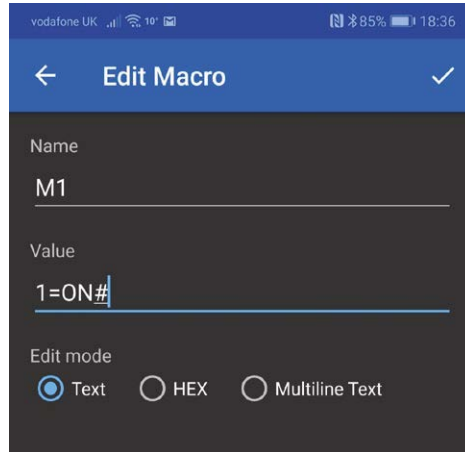 vodafone UK 10° 85% 18:36
Edit Macro
Name
M1
Value
1=ON#
Edit mode
Text HEX Multiline Text